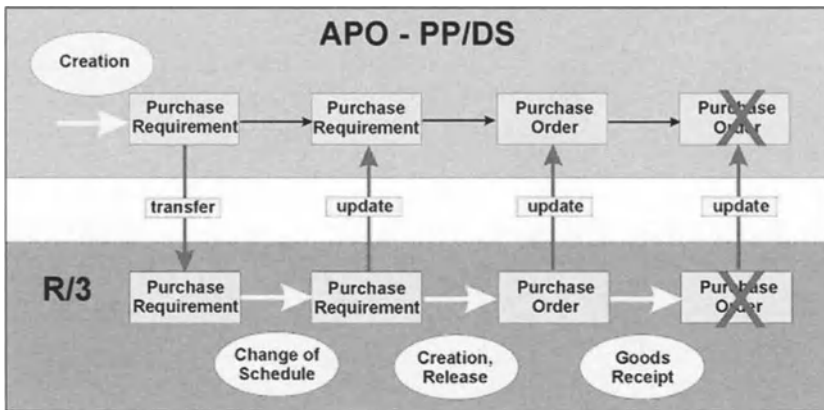 APO - PP/DS
Creation
Purchase
Requirement
Purchase
Requirement
Purchase
Order
Purchase
Order
transfer
update
update
update
R/3
Purchase
Requirement
Purchase
Requirement
Purchase
Order
Purchase
Order
Change of
Schedule
Creation,
Release
Goods
Receipt